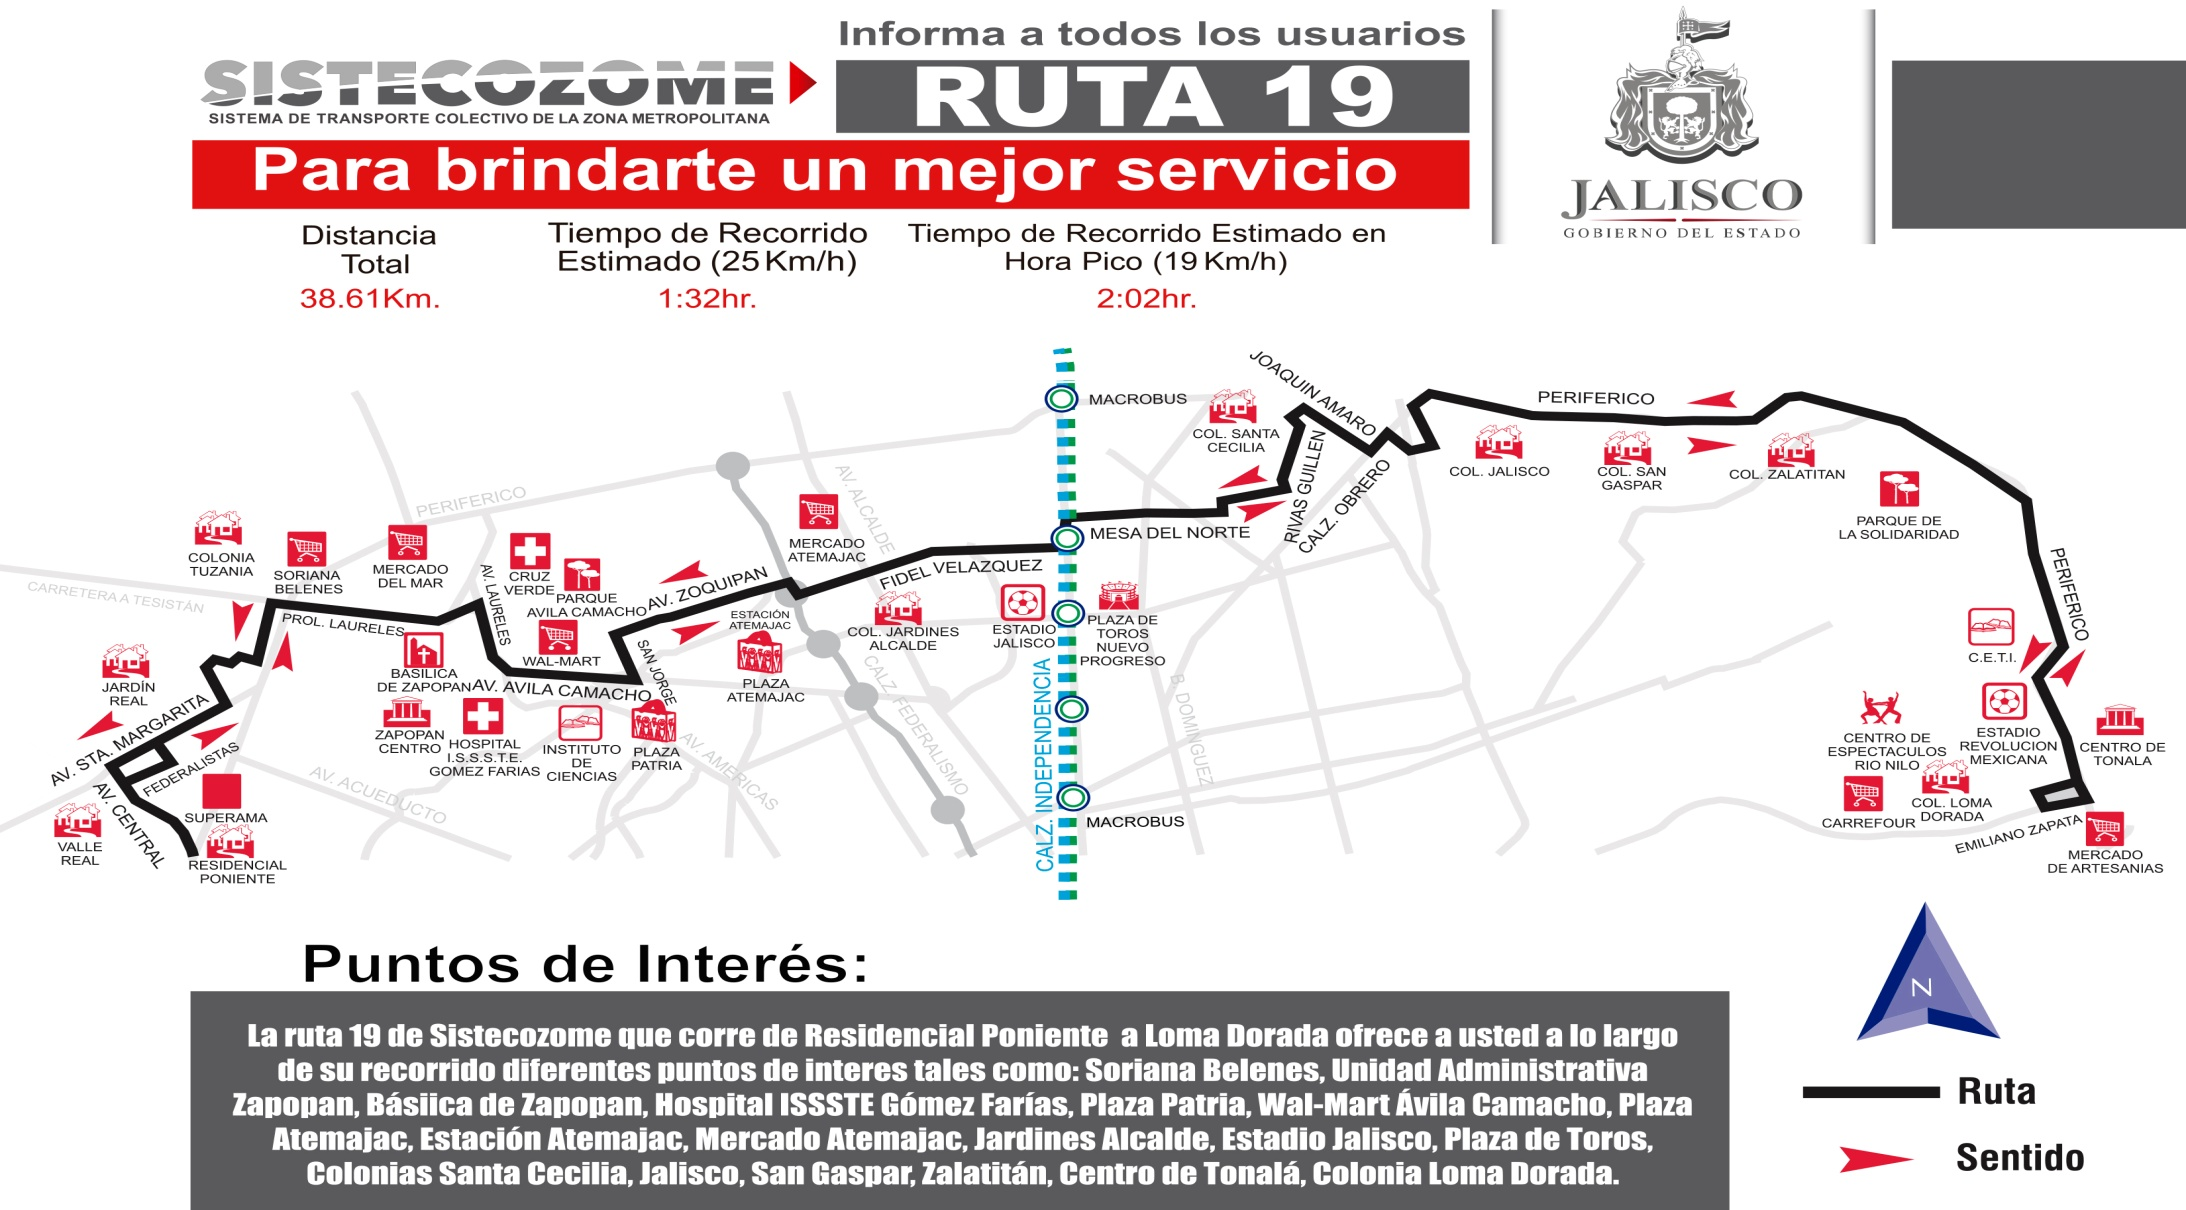 Informa a todos los usuarios
SISTECOZOME
SISTEMA DE TRANSPORTE COLECTIVO DE LA ZONA METROPOLITANA
RUTA 19
Para brindarte un mejor servicio
JALISCO
GOBIERNO DEL ESTADO
Distancia
Total
38.61Km.
Tiempo de Recorrido
Estimado (25 Km/h)
1:32hr.
Tiempo de Recorrido Estimado en
Hora Pico (19 Km/h)
2:02hr.
COLONIA
TUZANIA
SORIANA
BELENES
MERCADO
DEL MAR
PERIFERICO
CARRETERA A TESISTÁN
PROL. LAURELES
AV. LAURELES
CRUZ
VERDE
PARQUE
AVILA CAMACHO
WAL-MART
BASILICA
DE ZAPOPAN
AV. AVILA CAMACHO
SAN JORGE
AV. ZOQUIPAN
JARDÍN
REAL
AV. STA. MARGARITA
FEDERALISTAS
AV. CENTRAL
VALLE
REAL
SUPERAMA
RESIDENCIAL
PONIENTE
AV. ACUEDUCTO
ZAPOPAN
CENTRO
HOSPITAL
I.S.S.S.T.E.
GOMEZ FARIAS
INSTITUTO
DE
CIENCIAS
PLAZA
PATRIA
AV. AMERICAS
MERCADO
ATEMAJAC
AV. ALCALDE
ESTACIÓN
ATEMAJAC
PLAZA
ATEMAJAC
FIDEL VELAZQUEZ
COL. JARDINES
ALCALDE
CALZ. FEDERALISMO
ESTADIO
JALISCO
CALZ. INDEPENDENCIA
MACROBUS
MESA DEL NORTE
PLAZA DE
TOROS
NUEVO
PROGRESO
B. DOMINGUEZ
MACROBUS
COL. SANTA
CECILIA
JOAQUIN AMARO
RIVAS GUILLEN
CALZ. OBRERO
PERIFERICO
COL. JALISCO
COL. SAN
GASPAR
COL. ZALATITAN
PARQUE DE
LA SOLIDARIDAD
PERIFERICO
C.E.T.I.
CENTRO DE
ESPECTACULOS
RIO NILO
ESTADIO
REVOLUCION
MEXICANA
CENTRO DE
TONALA
CARREFOUR
COL. LOMA
DORADA
EMILIANO ZAPATA
MERCADO
DE ARTESANIAS
Puntos de Interés:
La ruta 19 de Sistecozome que corre de Residencial Poniente a Loma Dorada ofrece a usted a lo largo
de su recorrido diferentes puntos de interes tales como: Soriana Belenes, Unidad Administrativa
Zapopan, Básiica de Zapopan, Hospital ISSSTE Gómez Farías, Plaza Patria, Wal-Mart Ávila Camacho, Plaza
Atemajac, Estación Atemajac, Mercado Atemajac, Jardines Alcalde, Estadio Jalisco, Plaza de Toros,
Colonias Santa Cecilia, Jalisco, San Gaspar, Zalatitán, Centro de Tonalá, Colonia Loma Dorada.
N
Ruta
Sentido